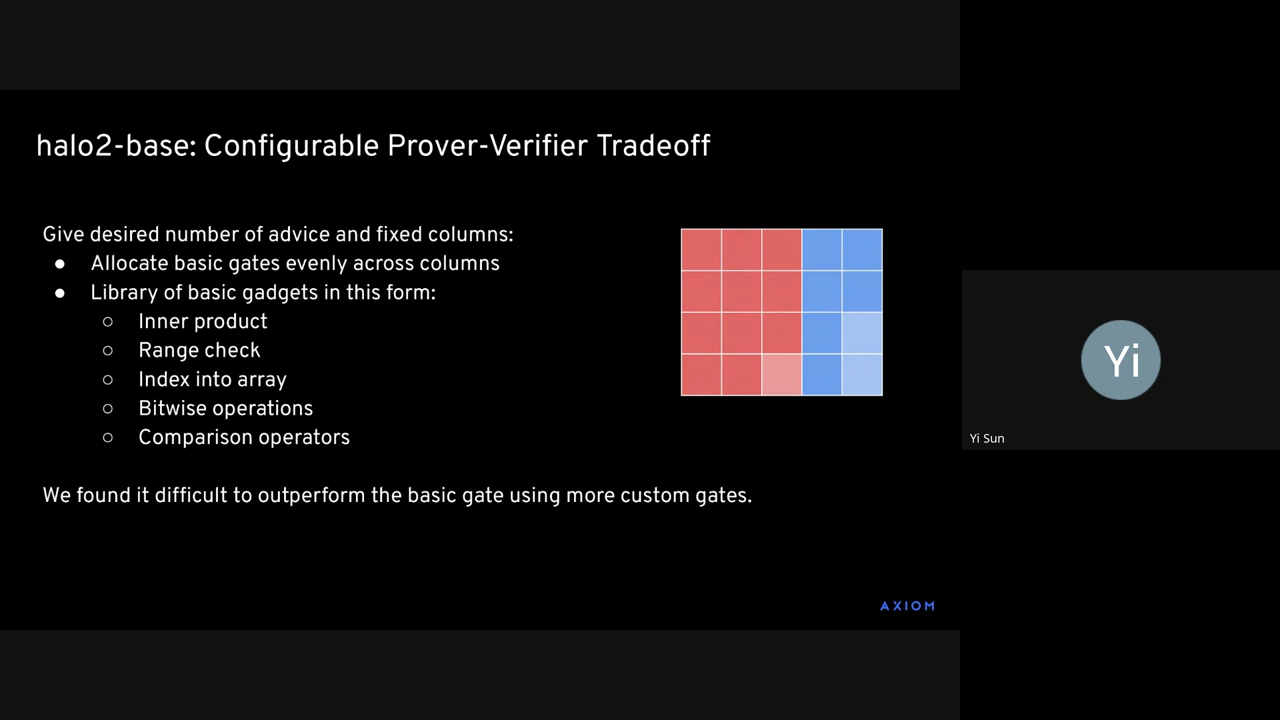 halo2-base: Configurable Prover-Verifier Tradeoff
Give desired number of advice and fixed columns:
● Allocate basic gates evenly across columns
● Library of basic gadgets in this form:
○ Inner product
○ Range check
○ Index into array
○ Bitwise operations
○ Comparison operators
We found it difficult to outperform the basic gate using more custom gates.
AXIOM
Yi
Yi Sun